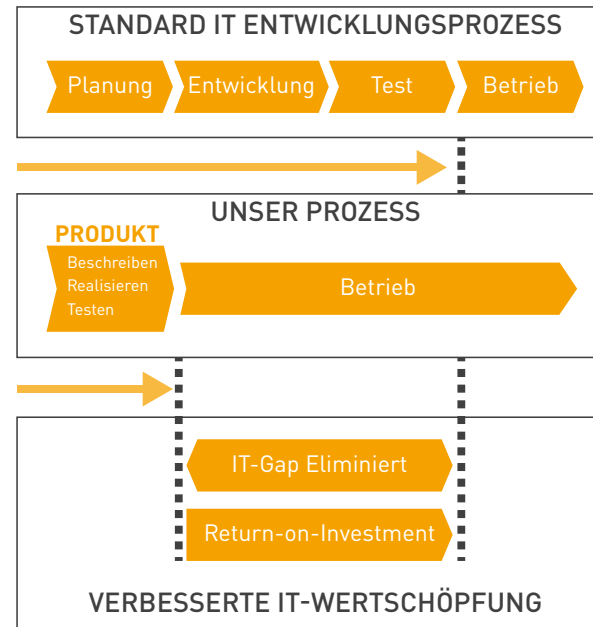 STANDARD IT ENTWICKLUNGSPROZESS
Planung Entwicklung Test Betrieb
UNSER PROZESS
PRODUKT
Beschreiben
Realisieren
Testen
Betrieb
IT-Gap Eliminiert
Return-on-Investment
VERBESSERTE IT-WERTSCHÖPFUNG